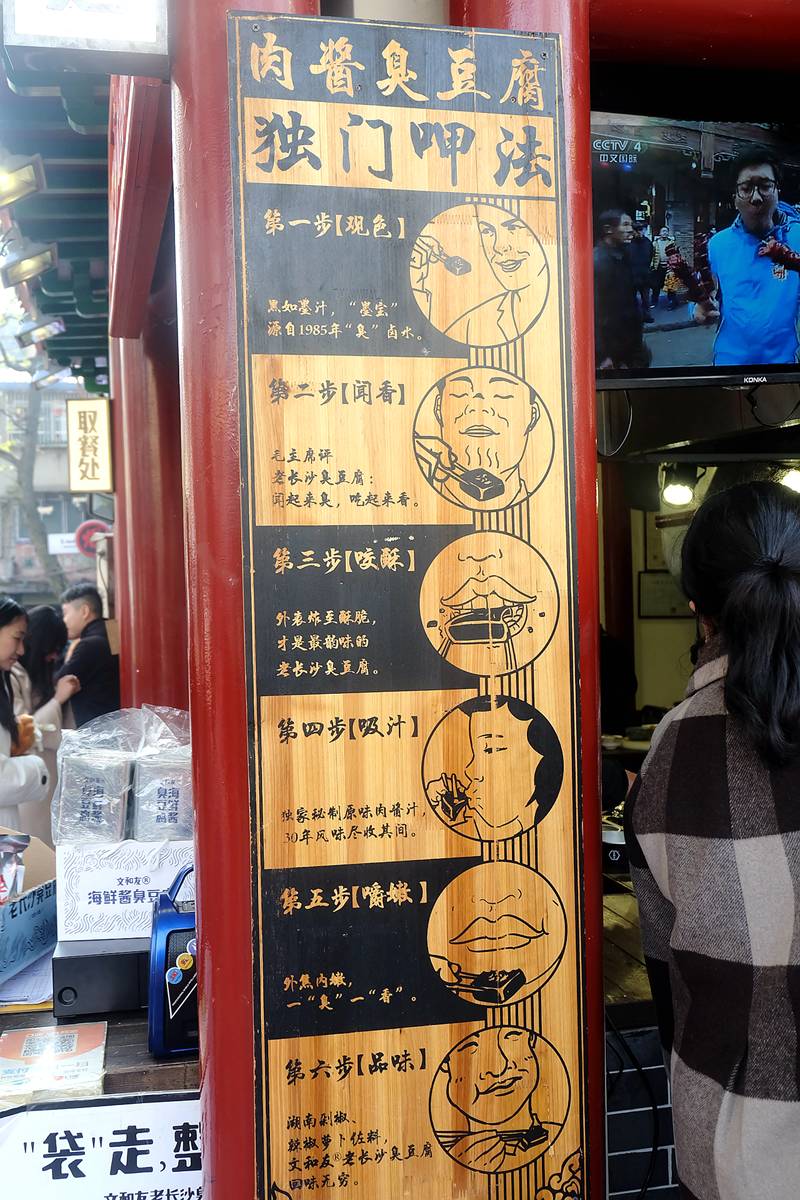 肉酱臭豆腐
独门呷法
第一步【观色】
黑如墨汁，“墨宝”
源自1985年“臭”卤水。
第二步【闻香】
毛主席评
老长沙臭豆腐：
闻起来臭，吃起来香。
第三步【咬酥】
外表炸至酥脆，
才是最韵味的
老长沙臭豆腐。
第四步【吸汁】
独家秘制原味肉酱汁，
30年风味尽收其间。
第五步【嚼嫩】
外焦内嫩，
一“臭”一“香”。
第六步【品味】
湖南剁椒、
辣椒萝卜佐料，
文和友®老长沙臭豆腐
回味无穷。
CCTV 4
中文国际
KONKA
取餐处
文和友®
海鲜酱臭豆
"袋"走,整
文和友老长沙臭